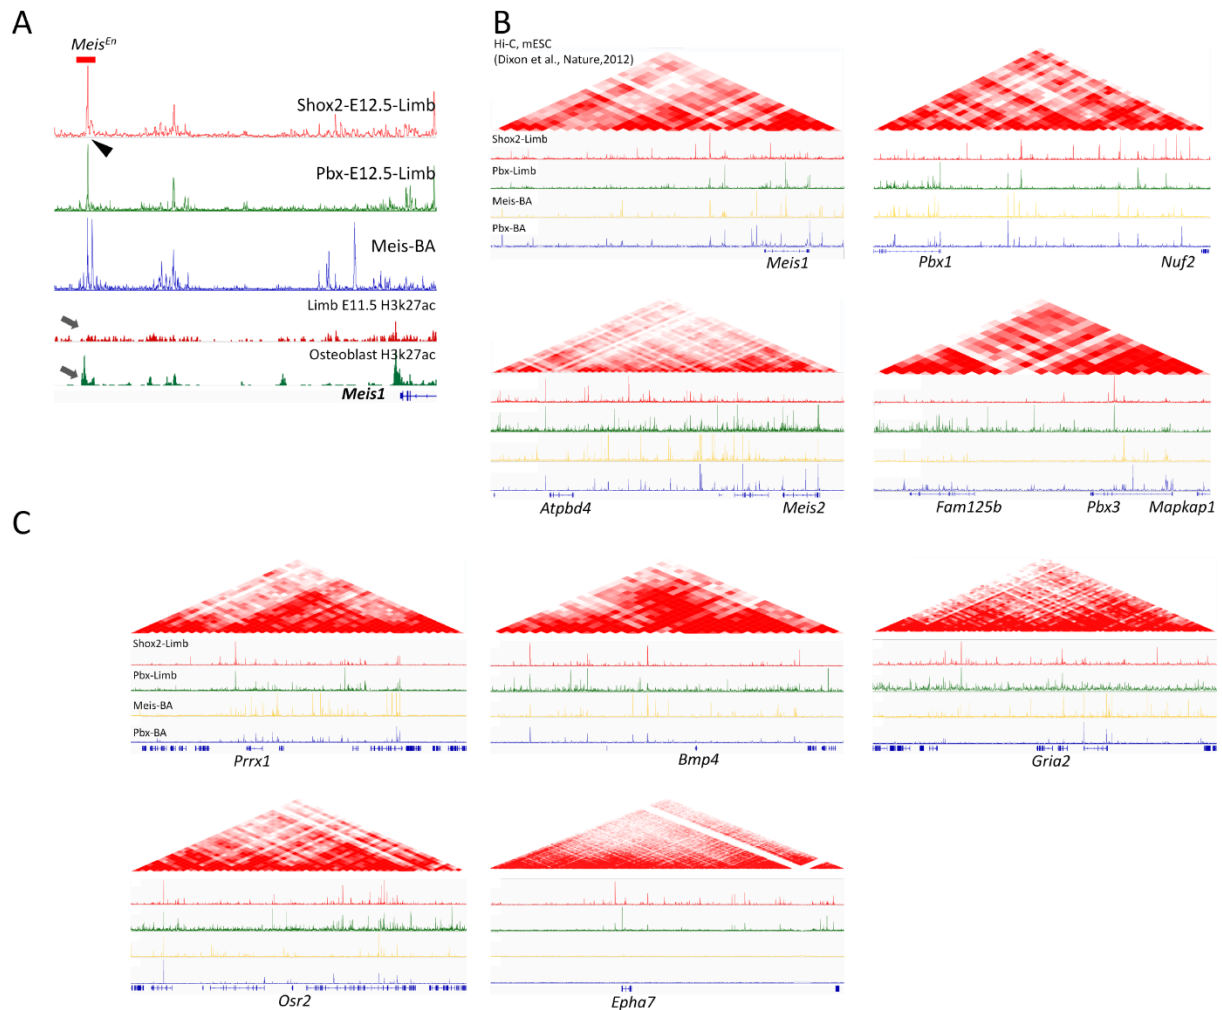 A
Meis^En
Shox2-E12.5-Limb
Pbx-E12.5-Limb
Meis-BA
Limb E11.5 H3k27ac
Osteoblast H3k27ac
Meis1
B
Hi-C, mESC
(Dixon et al., Nature,2012)
Shox2-Limb
Pbx-Limb
Meis-BA
Pbx-BA
Meis1
Pbx1 Nuf2
Atpbd4 Meis2
Fam125b Pbx3 Mapkap1
C
Shox2-Limb
Pbx-Limb
Meis-BA
Pbx-BA
Prrx1
Bmp4
Gria2
Osr2
Epha7